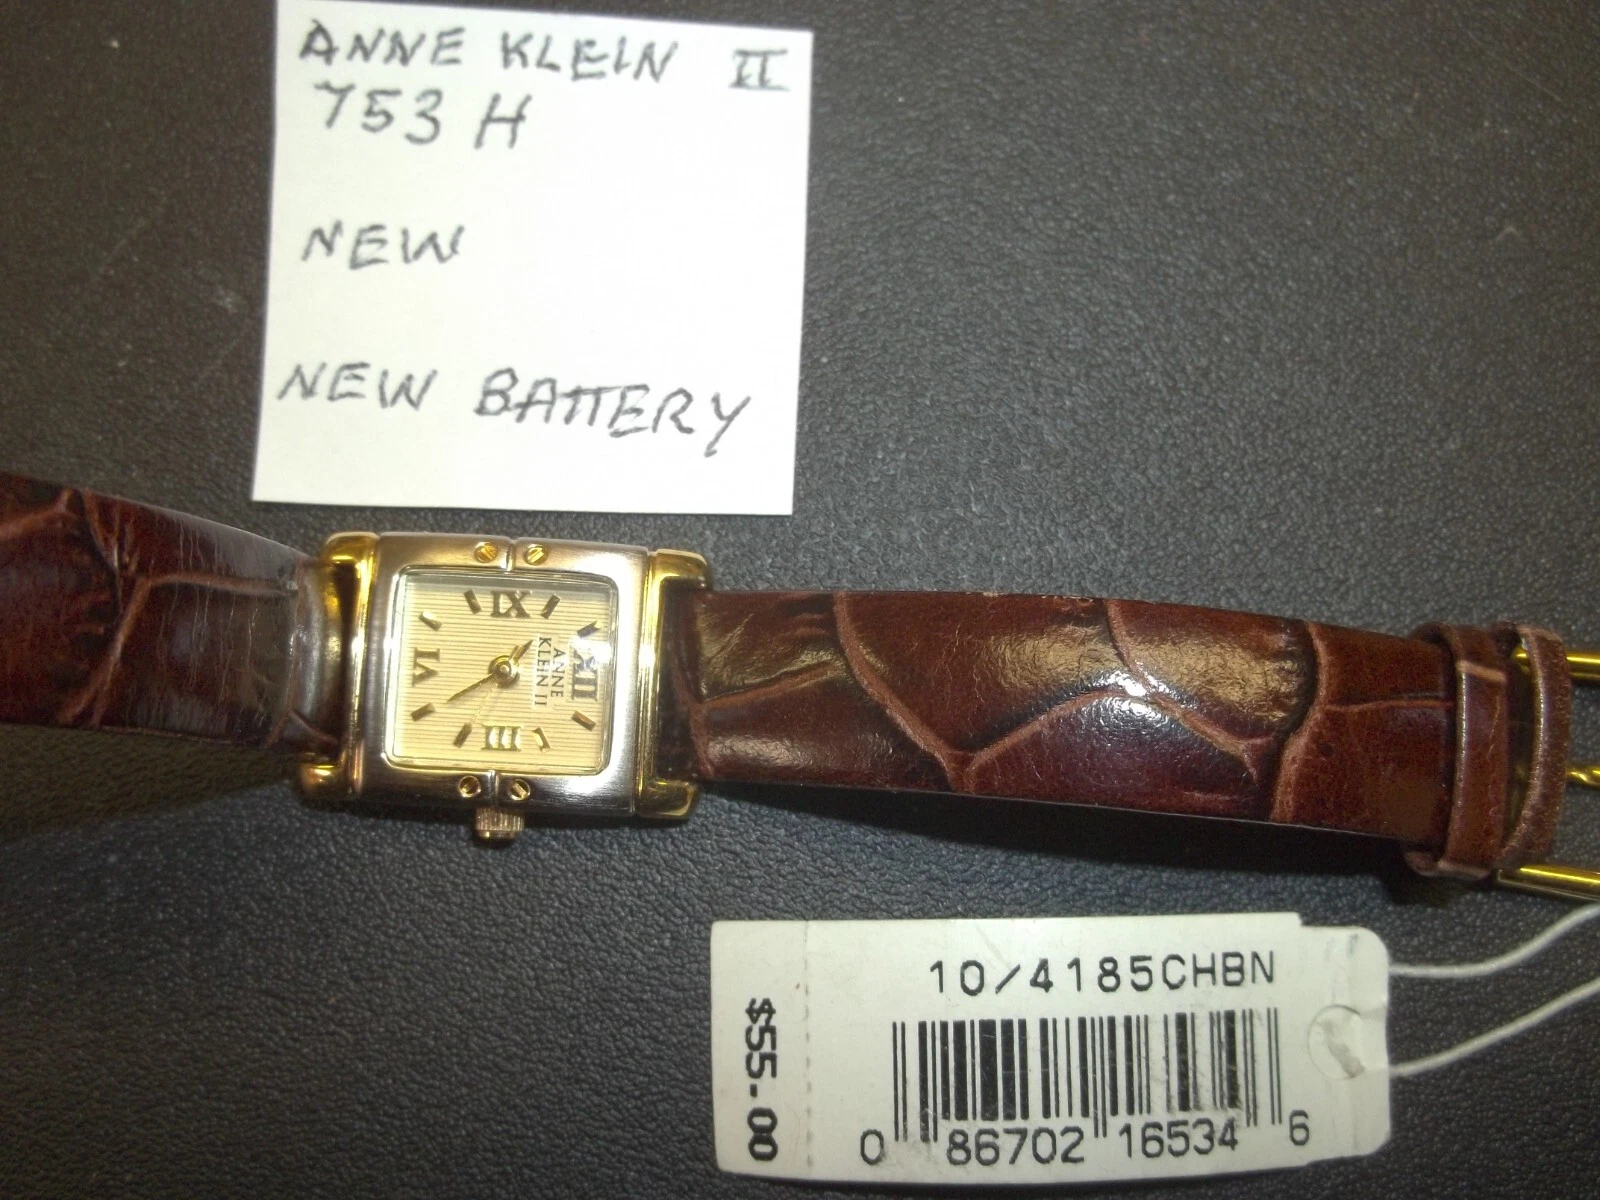 ANNE KLEIN II
753 H
NEW
NEW BATTERY
IX
XII
VI
III
ANNE
KLEIN II
10/4185CHBN
$55.00
0 86702 16534 6